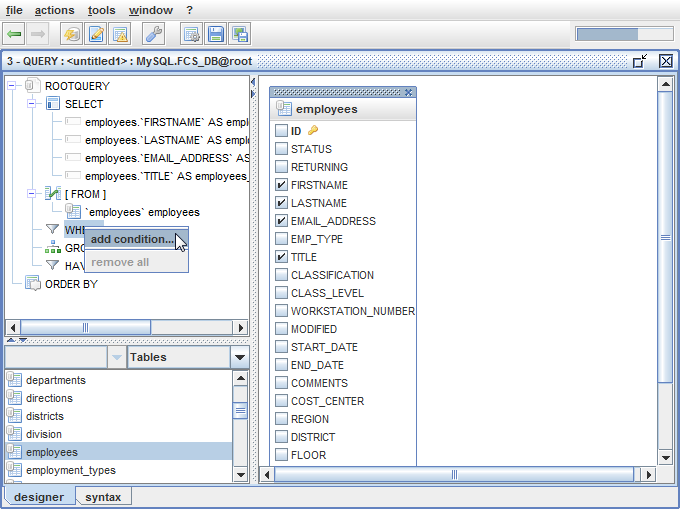 file actions tools window ?
3 - QUERY : <untitled1> : MySQL.FCS_DB@root
ROOTQUERY
SELECT
employees.`FIRSTNAME` AS empl
employees.`LASTNAME` AS emplo
employees.`EMAIL_ADDRESS` AS
employees.`TITLE` AS employees_
[ FROM ]
`employees` employees
WHE
add condition...
GRO
remove all
HAV
ORDER BY
Tables
departments
directions
districts
division
employees
employment_types
employees
ID
STATUS
RETURNING
FIRSTNAME
LASTNAME
EMAIL_ADDRESS
EMP_TYPE
TITLE
CLASSIFICATION
CLASS_LEVEL
WORKSTATION_NUMBER
MODIFIED
START_DATE
END_DATE
COMMENTS
COST_CENTER
REGION
DISTRICT
FLOOR
designer syntax